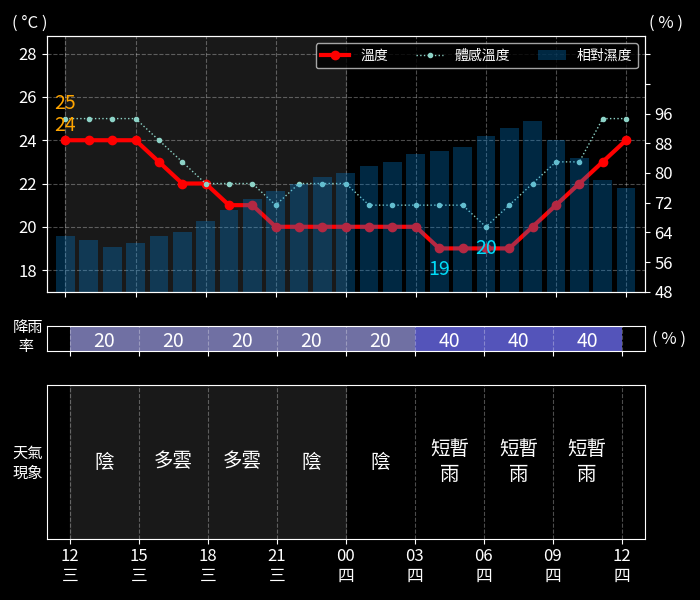 ( °C )
( % )
溫度
體感溫度
相對濕度
28
26
24
22
20
18
96
88
80
72
64
56
48
25
24
19
20
降雨
率
20
20
20
20
20
40
40
40
( % )
天氣
現象
陰
多雲
多雲
陰
陰
短暫
雨
短暫
雨
短暫
雨
12
三
15
三
18
三
21
三
00
四
03
四
06
四
09
四
12
四